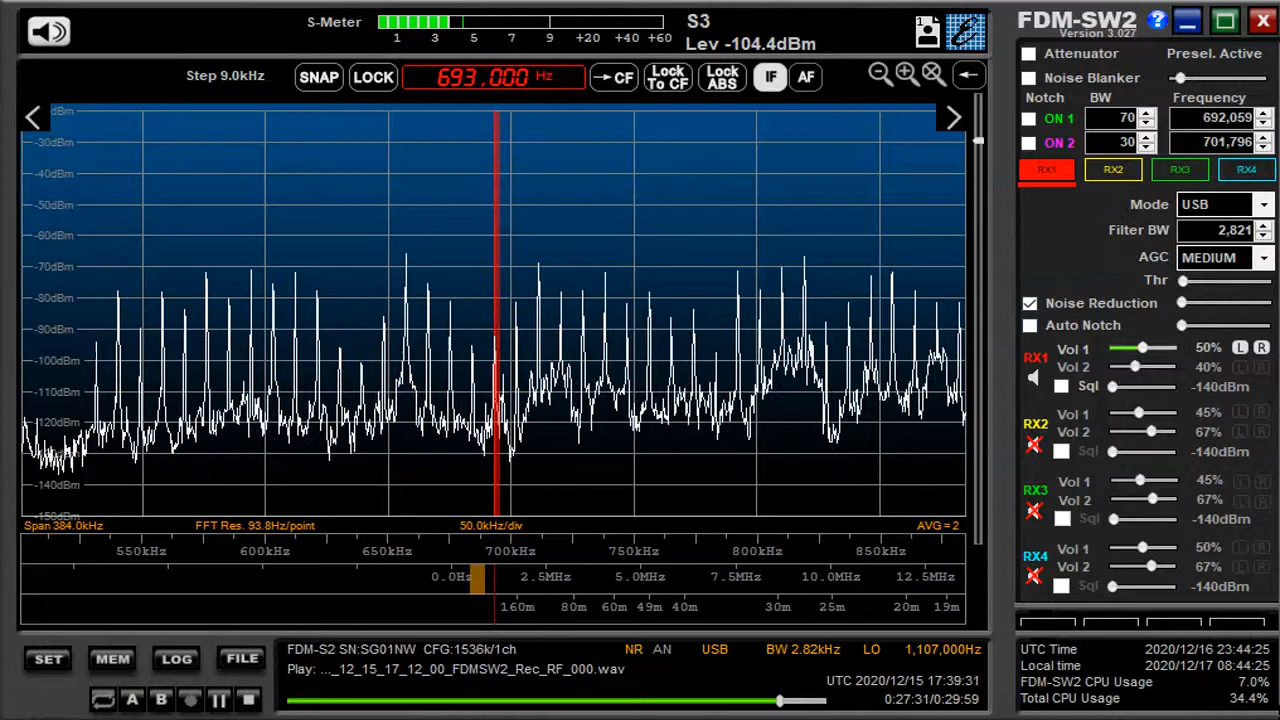 S-Meter
1 3 5 7 9 +20 +40 +60
S3
Lev -104.4dBm
FDM-SW2
Version 3.027
?
Step 9.0kHz
SNAP
LOCK
693.000 Hz
→CF
Lock To CF
Lock ABS
IF
AF
-30dBm
-40dBm
-50dBm
-60dBm
-70dBm
-80dBm
-90dBm
-100dBm
-110dBm
-120dBm
-140dBm
-150dBm
Span 384.0kHz
FFT Res. 93.8Hz/point
50.0kHz/div
AVG=2
550kHz 600kHz 650kHz 700kHz 750kHz 800kHz 850kHz
0.0Hz 2.5MHz 5.0MHz 7.5MHz 10.0MHz 12.5MHz
160m 80m 60m 49m 40m 30m 25m 20m 19m
Attenuator
Presel. Active
Noise Blanker
Notch BW Frequency
ON 1 70 692,059
ON 2 30 701,796
RX1 RX2 RX3 RX4
Mode USB
Filter BW 2,821
AGC MEDIUM
Thr
Noise Reduction
Auto Notch
RX1
Vol 1 50% L R
Vol 2 40% L R
Sql -140dBm
RX2
Vol 1 45% L R
Vol 2 67% L R
Sql -140dBm
RX3
Vol 1 45% L R
Vol 2 67% L R
Sql -140dBm
RX4
Vol 1 50% L R
Vol 2 67% L R
Sql -140dBm
SET
MEM
LOG
FILE
A
B
FDM-S2 SN:SG01NW CFG:1536k/1ch
NR AN USB BW 2.82kHz LO 1,107,000Hz
Play: ..._12_15_17_12_00_FDMSW2_Rec_RF_000.wav
UTC 2020/12/15 17:39:31
0:27:31/0:29:59
UTC Time 2020/12/16 23:44:25
Local time 2020/12/17 08:44:25
FDM-SW2 CPU Usage 7.0%
Total CPU Usage 34.4%